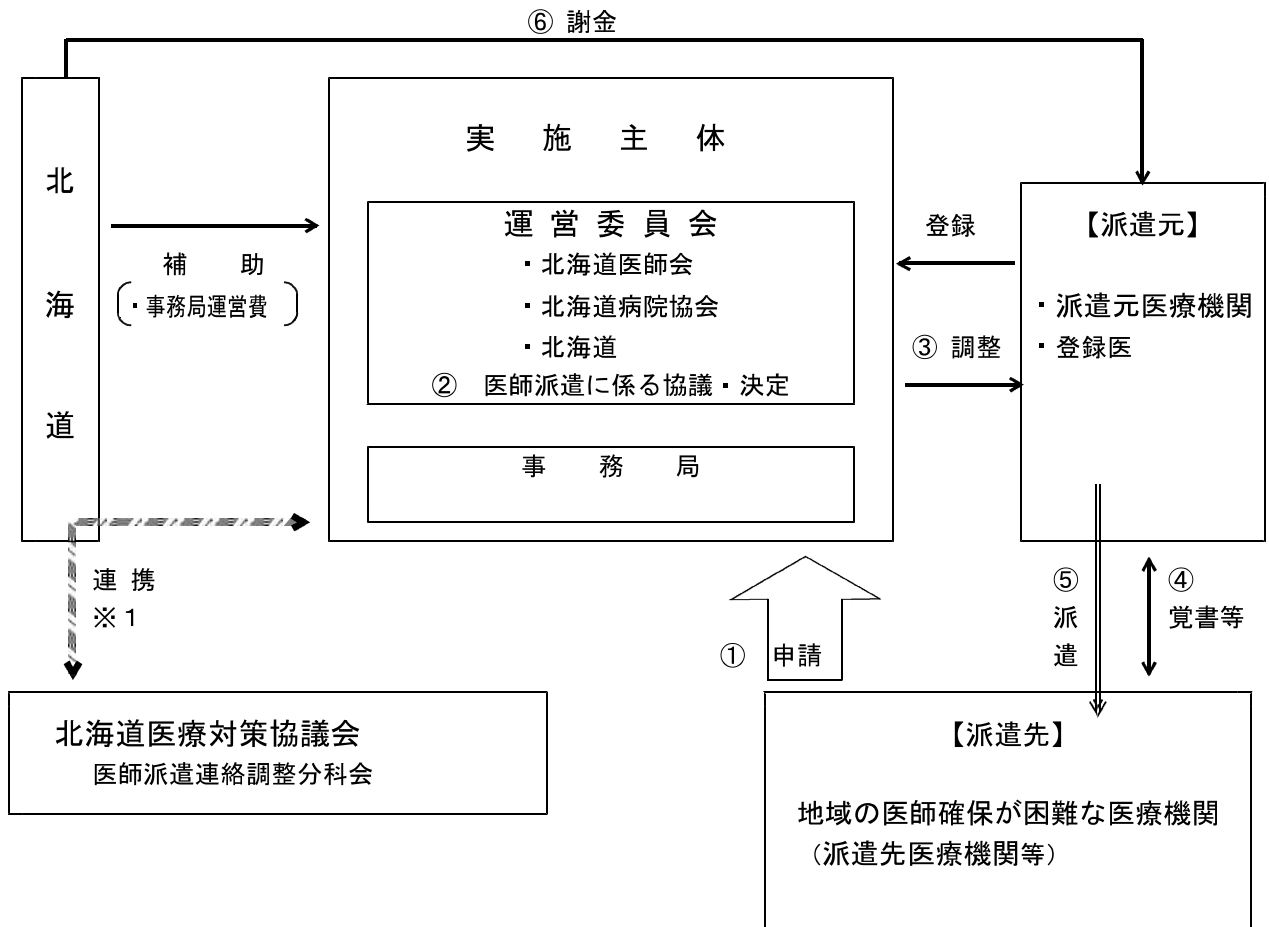 ⑥ 謝金
北海道
補助
・事務局運営費
連携
※１
実施主体
運営委員会
・北海道医師会
・北海道病院協会
・北海道
② 医師派遣に係る協議・決定
事務局
登録
③ 調整
【派遣元】
・派遣元医療機関
・登録医
① 申請
⑤ 派遣
④
覚書等
北海道医療対策協議会
医師派遣連絡調整分科会
【派遣先】
地域の医師確保が困難な医療機関
（派遣先医療機関等）